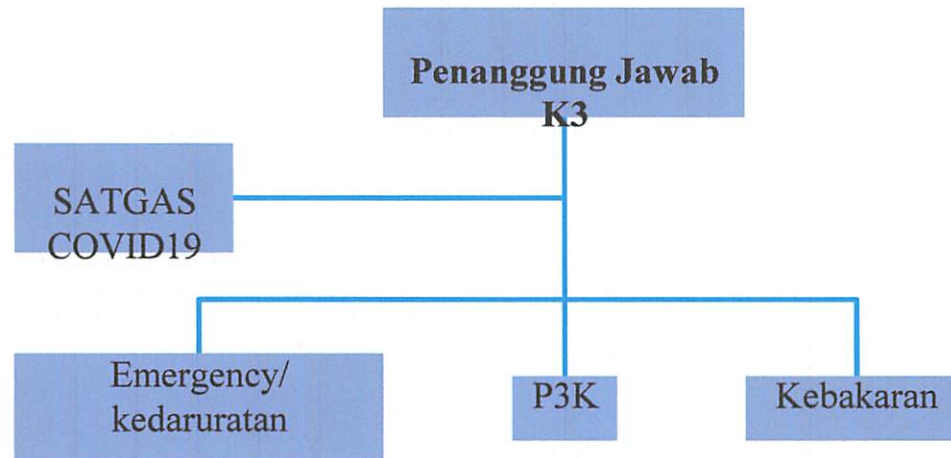 Penanggung Jawab
K3
SATGAS
COVID19
Emergency/
kedaruratan
P3K
Kebakaran